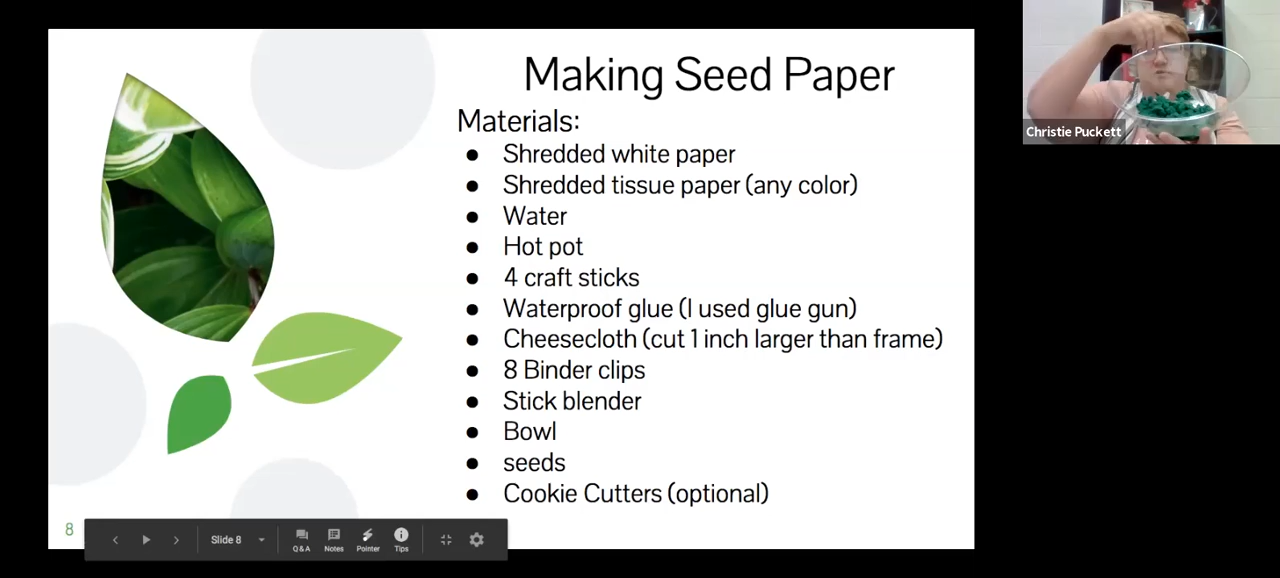 Making Seed Paper
Materials:
● Shredded white paper
● Shredded tissue paper (any color)
● Water
● Hot pot
● 4 craft sticks
● Waterproof glue (I used glue gun)
● Cheesecloth (cut 1 inch larger than frame)
● 8 Binder clips
● Stick blender
● Bowl
● seeds
● Cookie Cutters (optional)
8
Slide 8
Q&A Notes Pointer Tips
Christie Puckett